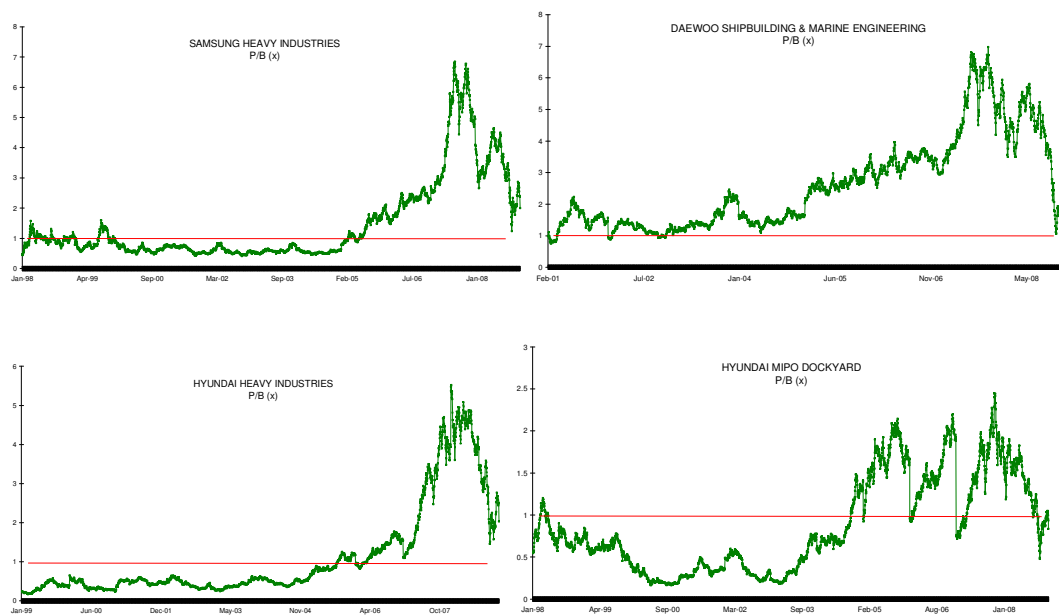 SAMSUNG HEAVY INDUSTRIES
P/B (x)
8
7
6
5
4
3
2
1
0
Jan-98 Apr-99 Sep-00 Mar-02 Sep-03 Feb-05 Jul-06 Jan-08
DAEWOO SHIPBUILDING & MARINE ENGINEERING
P/B (x)
8
7
6
5
4
3
2
1
0
Feb-01 Jul-02 Jan-04 Jun-05 Nov-06 May-08
HYUNDAI HEAVY INDUSTRIES
P/B (x)
6
5
4
3
2
1
0
Jan-99 Jun-00 Dec-01 May-03 Nov-04 Apr-06 Oct-07
HYUNDAI MIPO DOCKYARD
P/B (x)
3
2.5
2
1.5
1
0.5
0
Jan-98 Apr-99 Sep-00 Mar-02 Sep-03 Feb-05 Aug-06 Jan-08